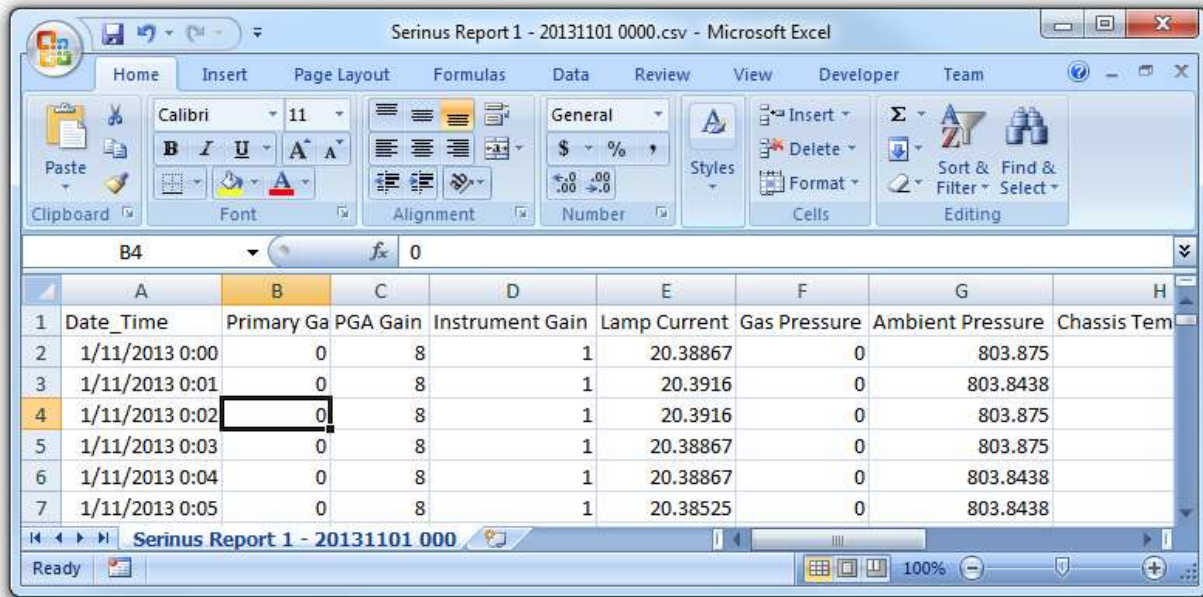 Serinus Report 1 - 20131101 0000.csv - Microsoft Excel
Home Insert Page Layout Formulas Data Review View Developer Team
Paste
Calibri 11
B I U A A
General
$ % ,
Styles
Insert
Delete
Format
Σ
Sort & Filter
Find & Select
Clipboard Font Alignment Number Cells Editing
B4 fx 0
A B C D E F G H
1 Date_Time Primary Ga PGA Gain Instrument Gain Lamp Current Gas Pressure Ambient Pressure Chassis Tem
2 1/11/2013 0:00 0 8 1 20.38867 0 803.875
3 1/11/2013 0:01 0 8 1 20.3916 0 803.8438
4 1/11/2013 0:02 0 8 1 20.3916 0 803.875
5 1/11/2013 0:03 0 8 1 20.38867 0 803.875
6 1/11/2013 0:04 0 8 1 20.38867 0 803.8438
7 1/11/2013 0:05 0 8 1 20.38525 0 803.8438
Serinus Report 1 - 20131101 000
Ready 100%